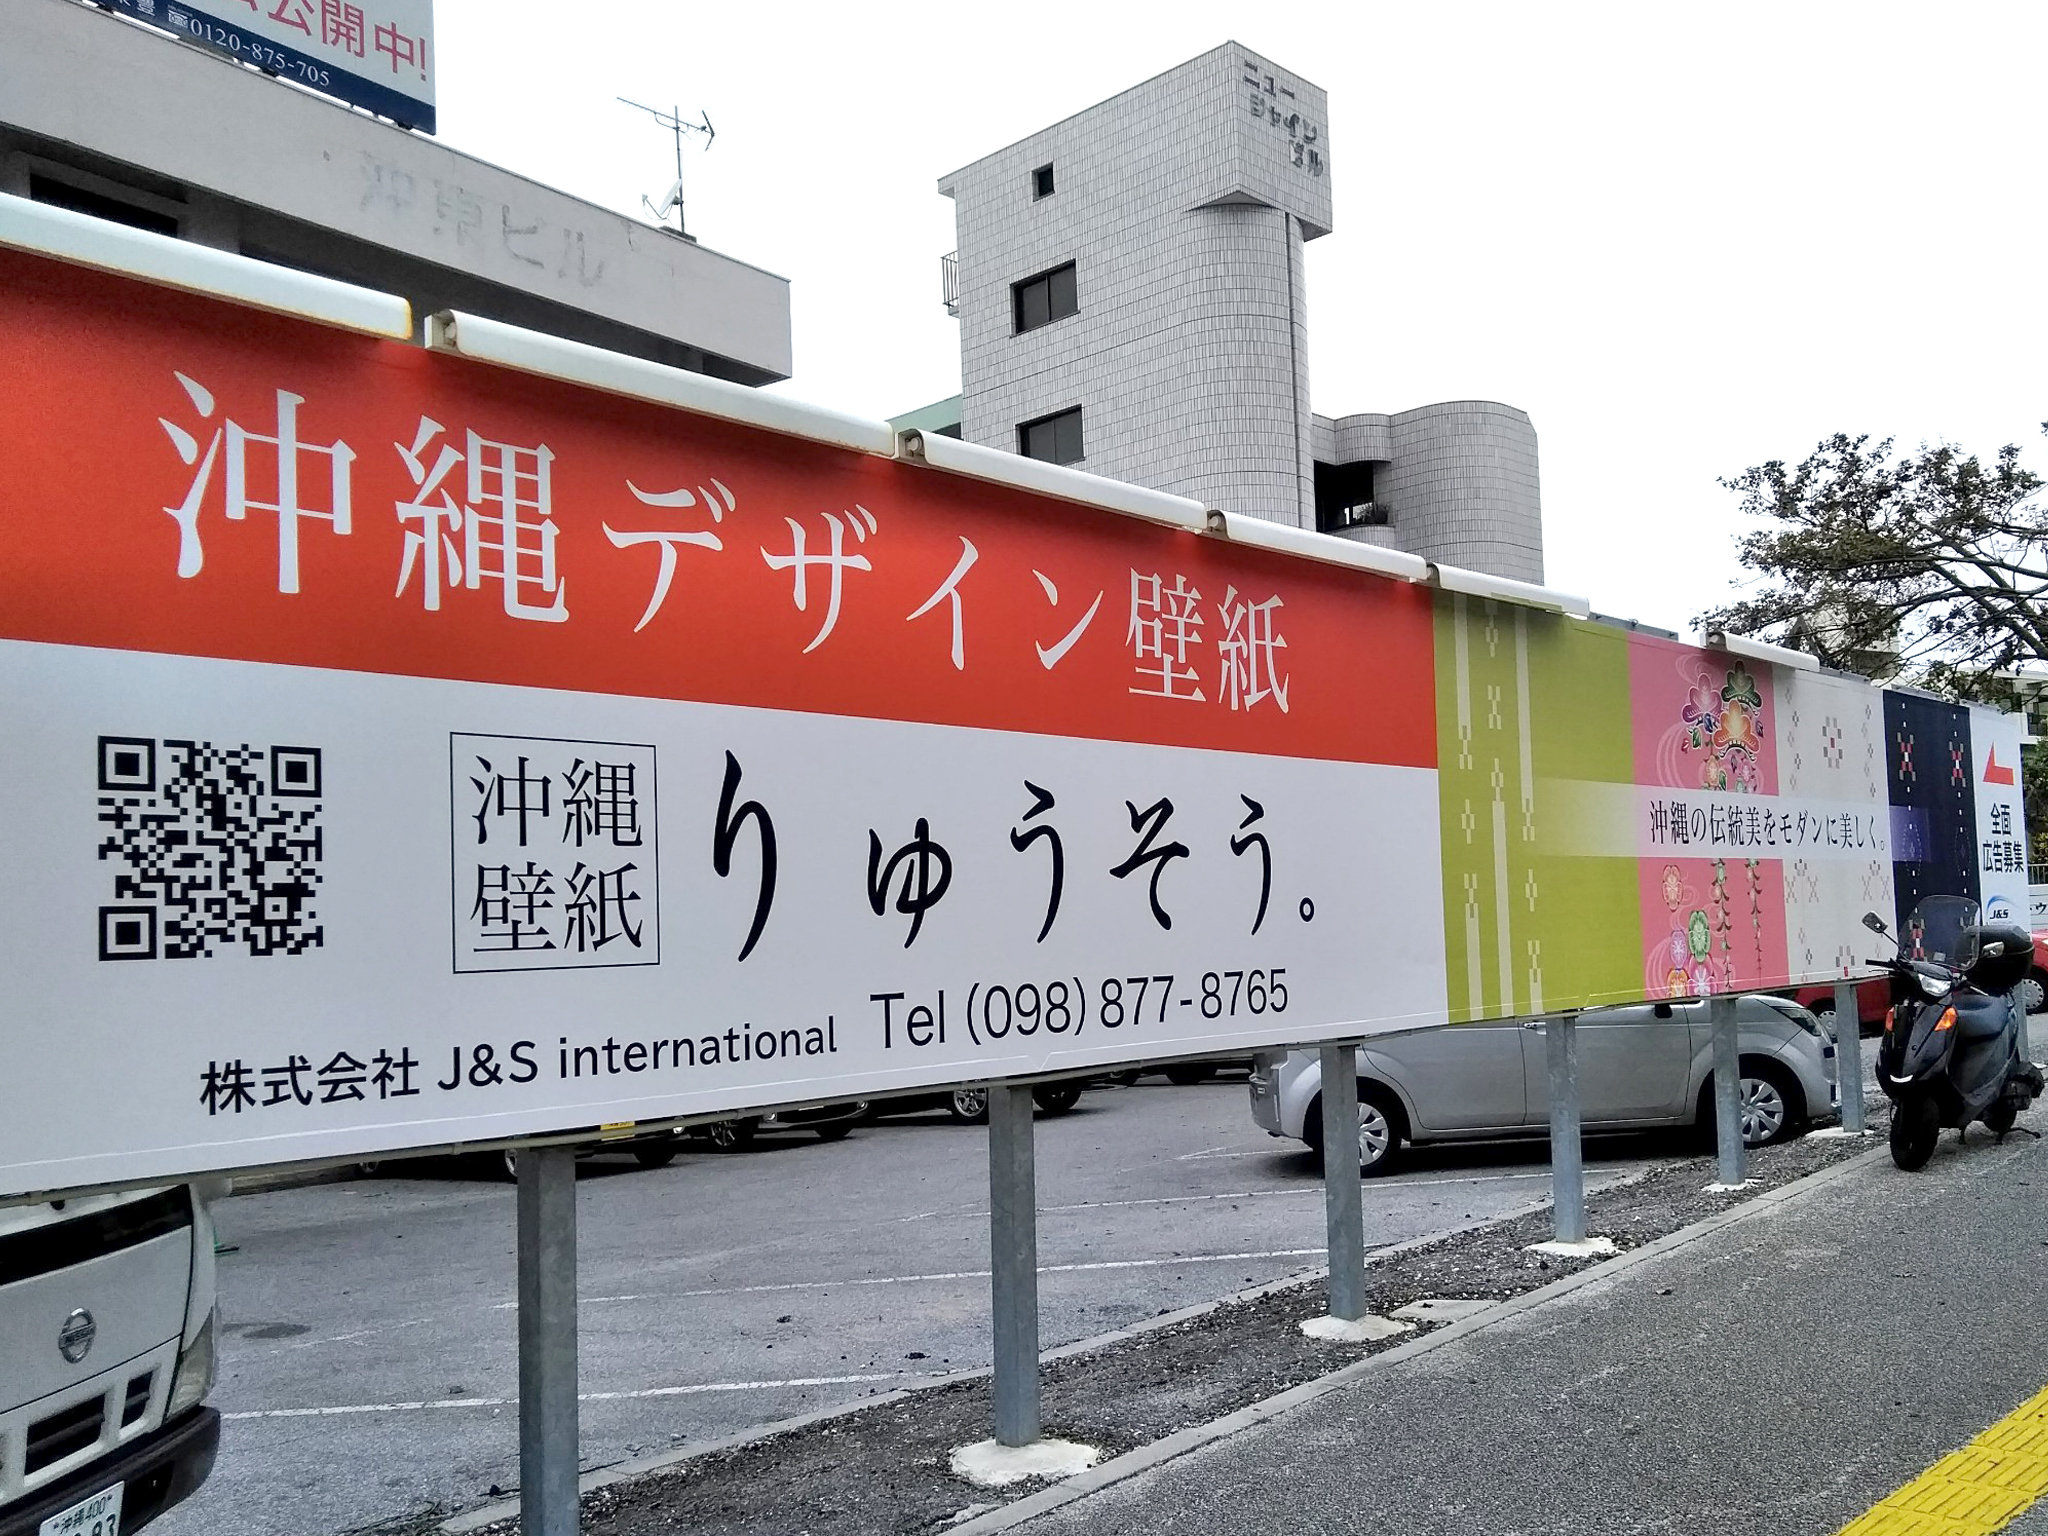 公開中!
0120-875-705
ニュー
シャイン
ビル
ビル
沖縄デザイン壁紙
沖縄
壁紙
りゅうそう。
株式会社 J&S international Tel (098) 877-8765
沖縄の伝統美をモダンに美しく。
全面
広告募集
J&S
沖縄 400